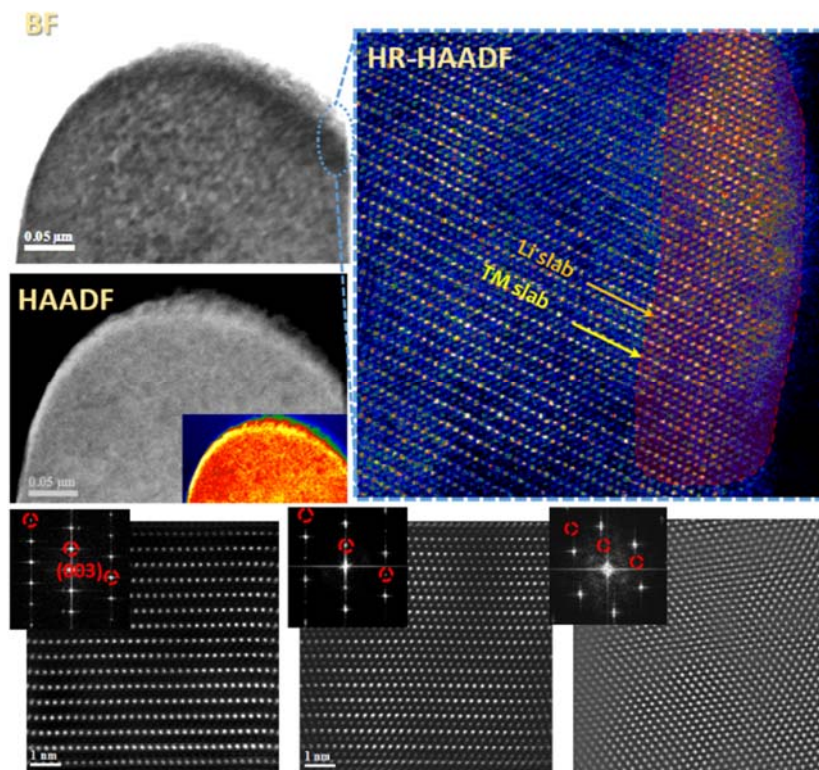 BF
0.05 μm
HR-HAADF
Li slab
TM slab
HAADF
0.05 μm
(003)
1 nm
1 nm